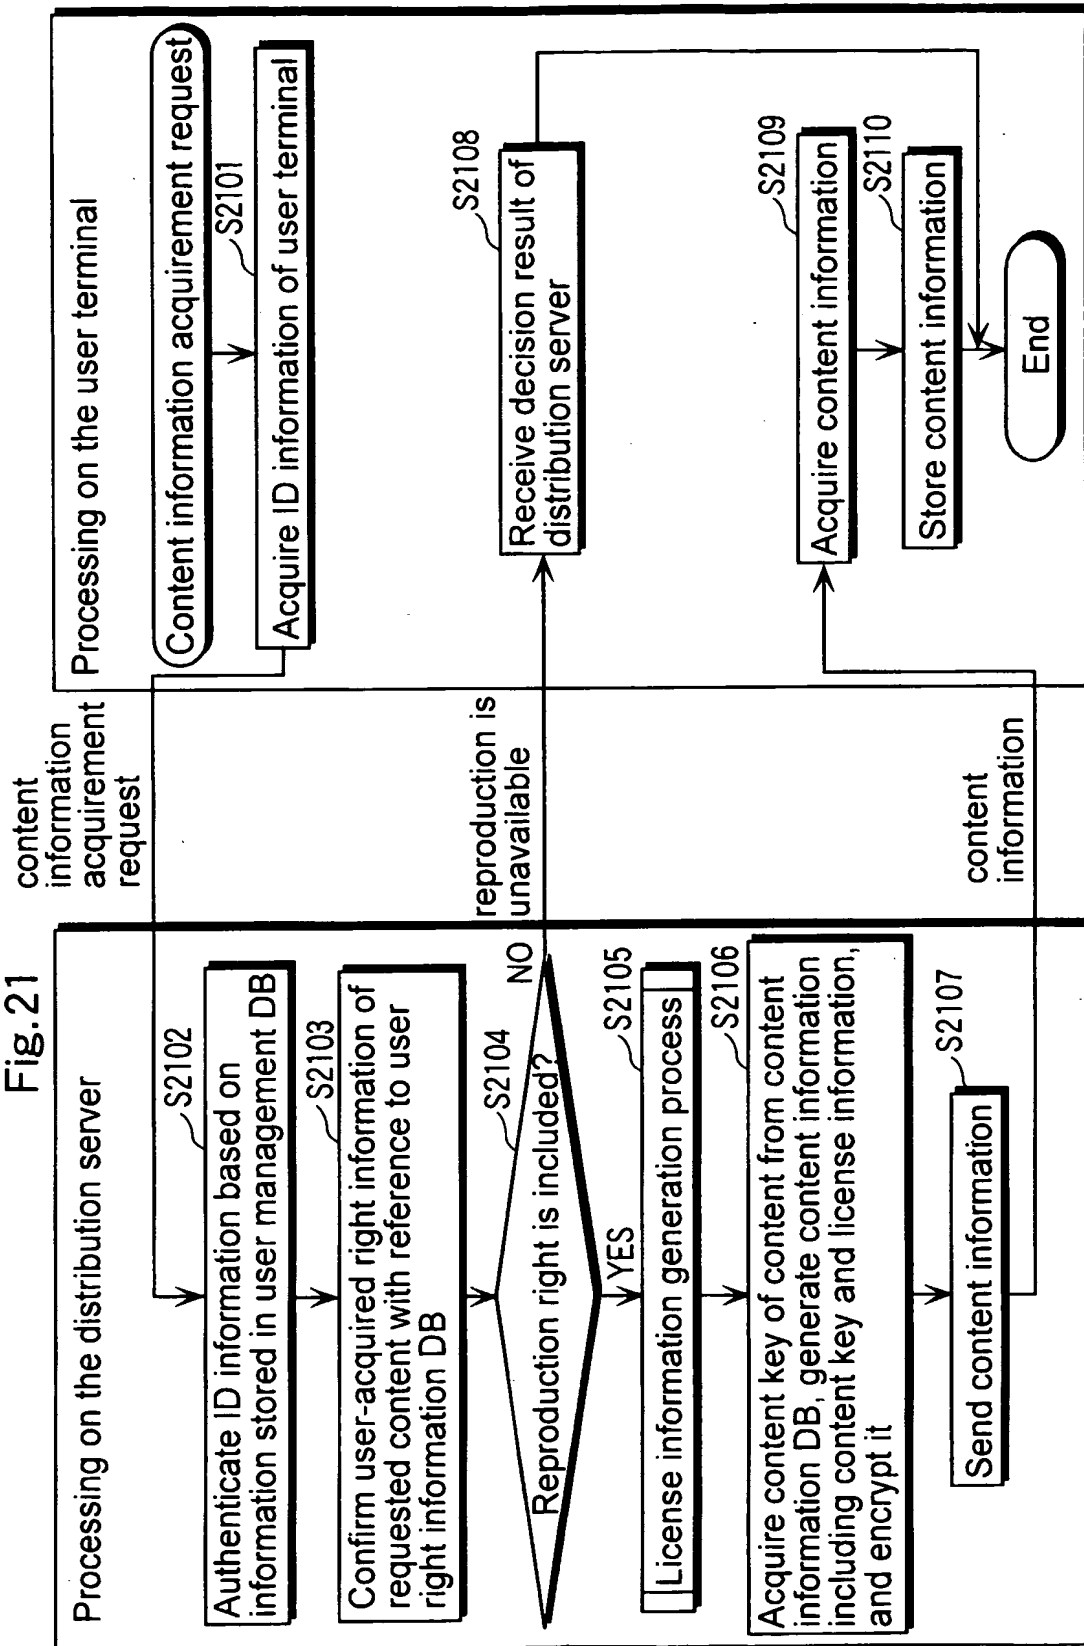 Fig.21
Processing on the distribution server
S2102
Authenticate ID information based on
information stored in user management DB
S2103
Confirm user-acquired right information of
requested content with reference to user
right information DB
S2104
Reproduction right is included?
NO
YES
S2105
License information generation process
S2106
Acquire content key of content from content
information DB, generate content information
including content key and license information,
and encrypt it
S2107
Send content information
content
information
acquirement
request
reproduction is
unavailable
content
information
Processing on the user terminal
Content information acquirement request
S2101
Acquire ID information of user terminal
S2108
Receive decision result of
distribution server
S2109
Acquire content information
S2110
Store content information
End